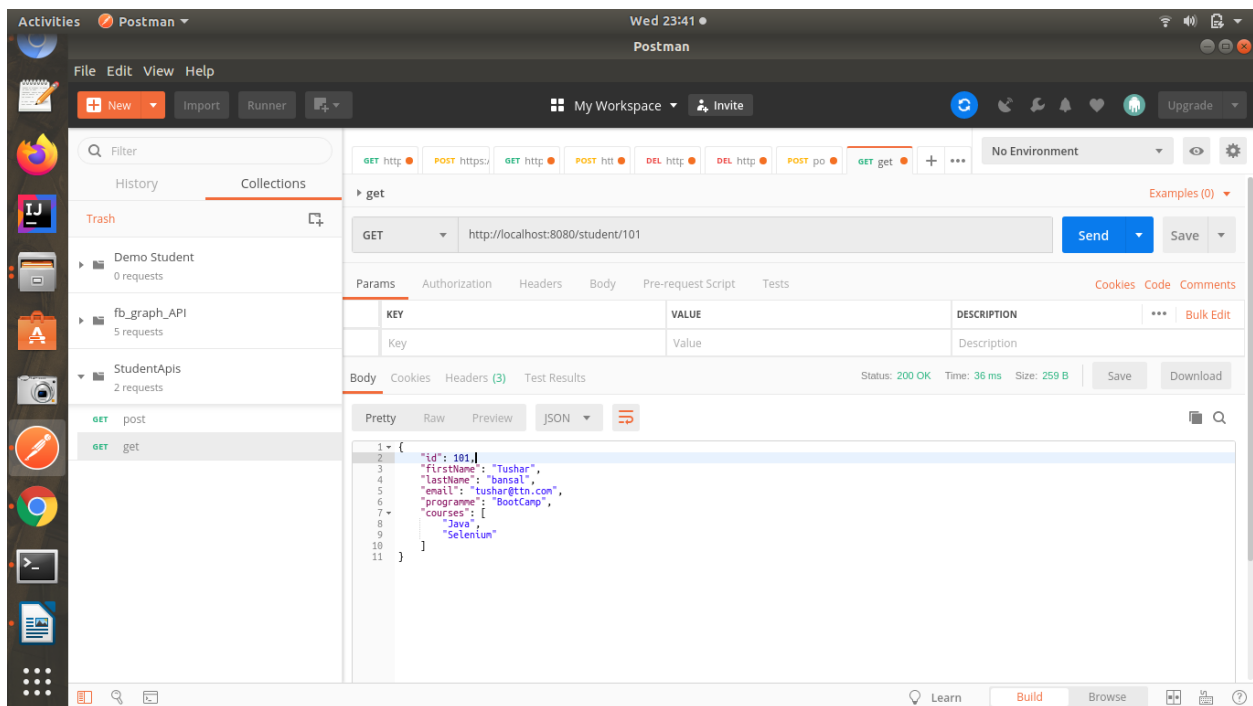 Activities Postman Wed 23:41
Postman
File Edit View Help
New Import Runner My Workspace Invite Upgrade
Filter
History Collections
Trash
Demo Student
0 requests
fb_graph_API
5 requests
StudentApis
2 requests
GET post
GET get
GET http POST https:/ GET http POST htt DEL http DEL http POST po GET get + ••• No Environment
get Examples (0)
GET http://localhost:8080/student/101 Send Save
Params Authorization Headers Body Pre-request Script Tests Cookies Code Comments
KEY VALUE DESCRIPTION ••• Bulk Edit
Key Value Description
Body Cookies Headers (3) Test Results Status: 200 OK Time: 36 ms Size: 259 B Save Download
Pretty Raw Preview JSON
1 {
2 "id": 101,
3 "firstName": "Tushar",
4 "lastName": "bansal",
5 "email": "tushar@ttn.com",
6 "programme": "BootCamp",
7 "courses": [
8 "Java",
9 "Selenium"
10 ]
11 }
Learn Build Browse